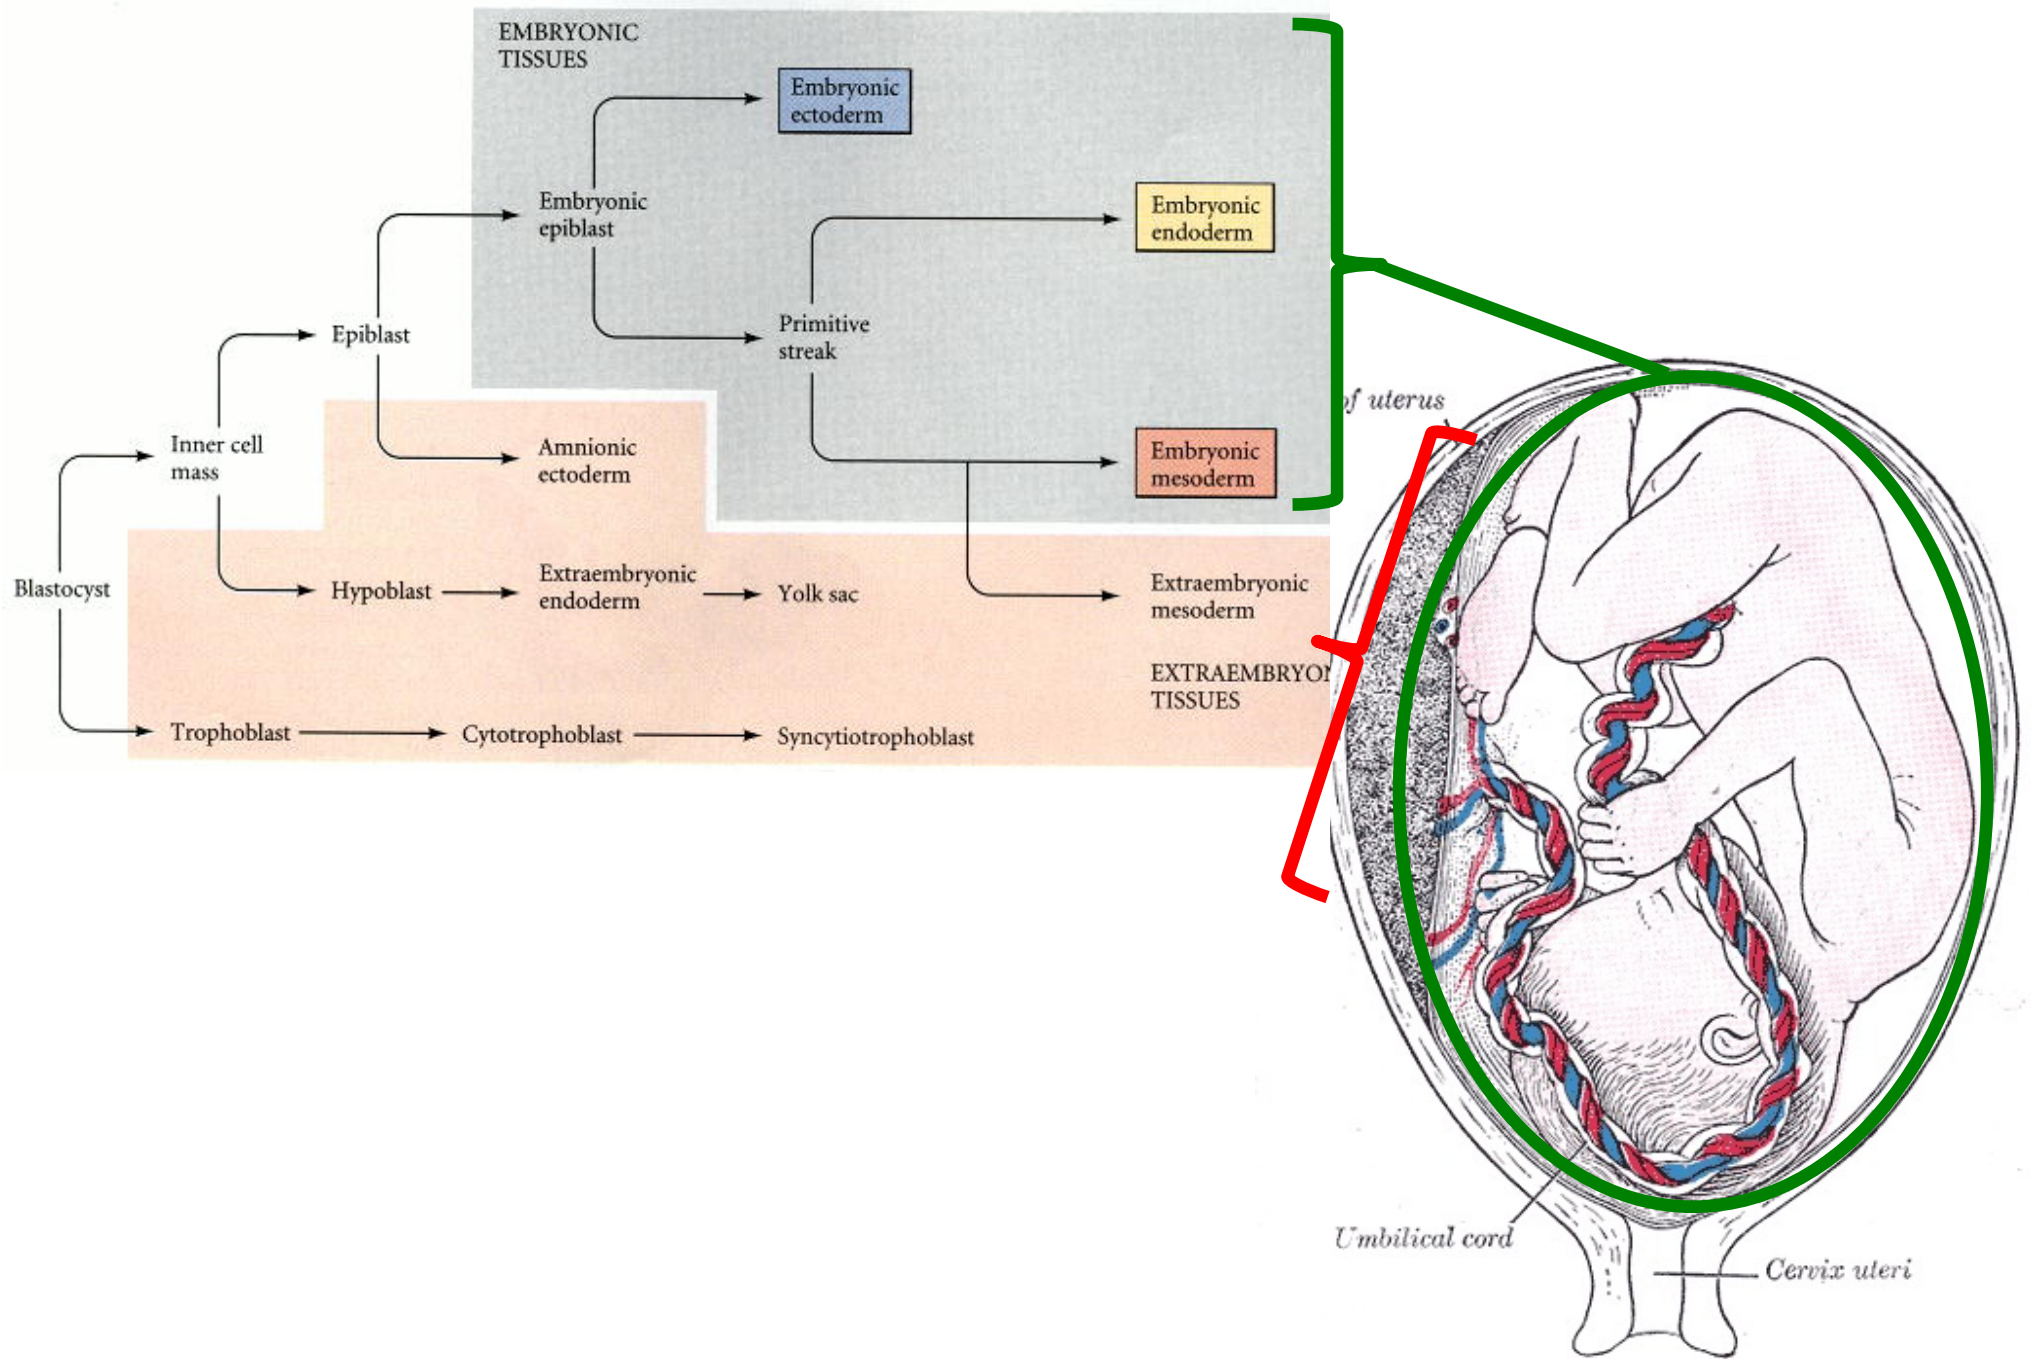 EMBRYONIC
TISSUES
Embryonic
ectoderm
Embryonic
epiblast
Embryonic
endoderm
Primitive
streak
Epiblast
of uterus
Inner cell
mass
Amnionic
ectoderm
Embryonic
mesoderm
Blastocyst
Hypoblast
Extraembryonic
endoderm
Yolk sac
Extraembryonic
mesoderm
EXTRAEMBRYON
TISSUES
Trophoblast
Cytotrophoblast
Syncytiotrophoblast
Umbilical cord
Cervix uteri